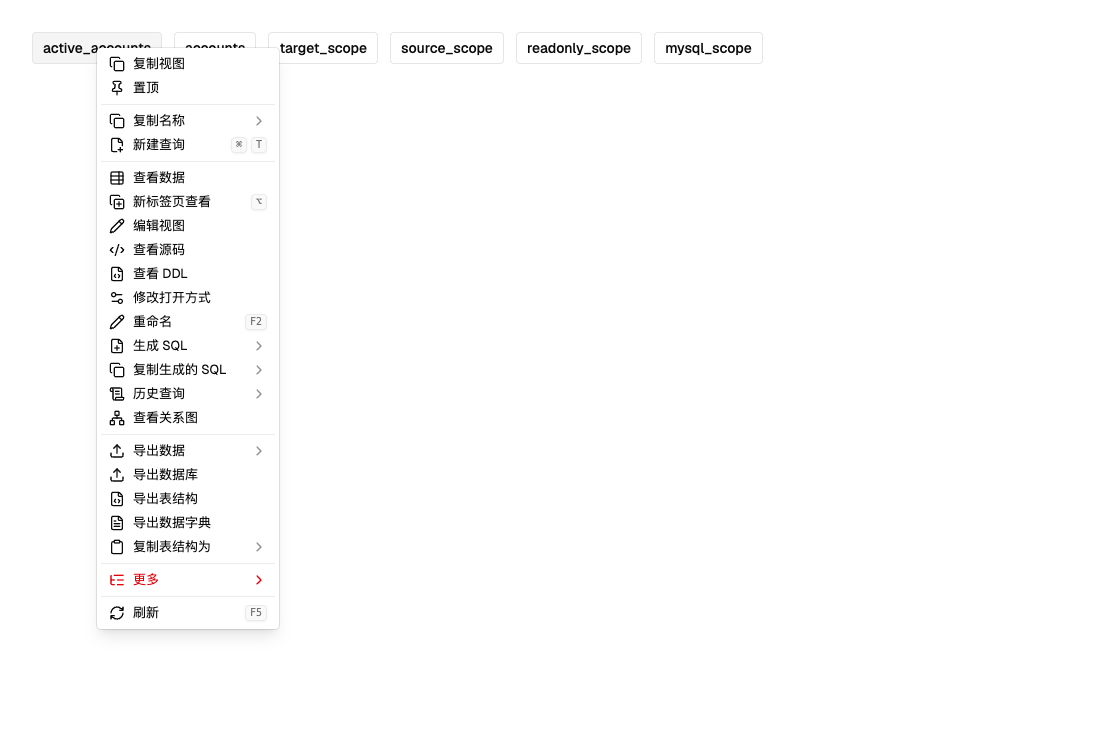 active_accounts accounts target_scope source_scope readonly_scope mysql_scope
复制视图
置顶
复制名称
新建查询 ⌘ T
查看数据
新标签页查看 ⌥
编辑视图
查看源码
查看 DDL
修改打开方式
重命名 F2
生成 SQL
复制生成的 SQL
历史查询
查看关系图
导出数据
导出数据库
导出表结构
导出数据字典
复制表结构为
更多
刷新 F5